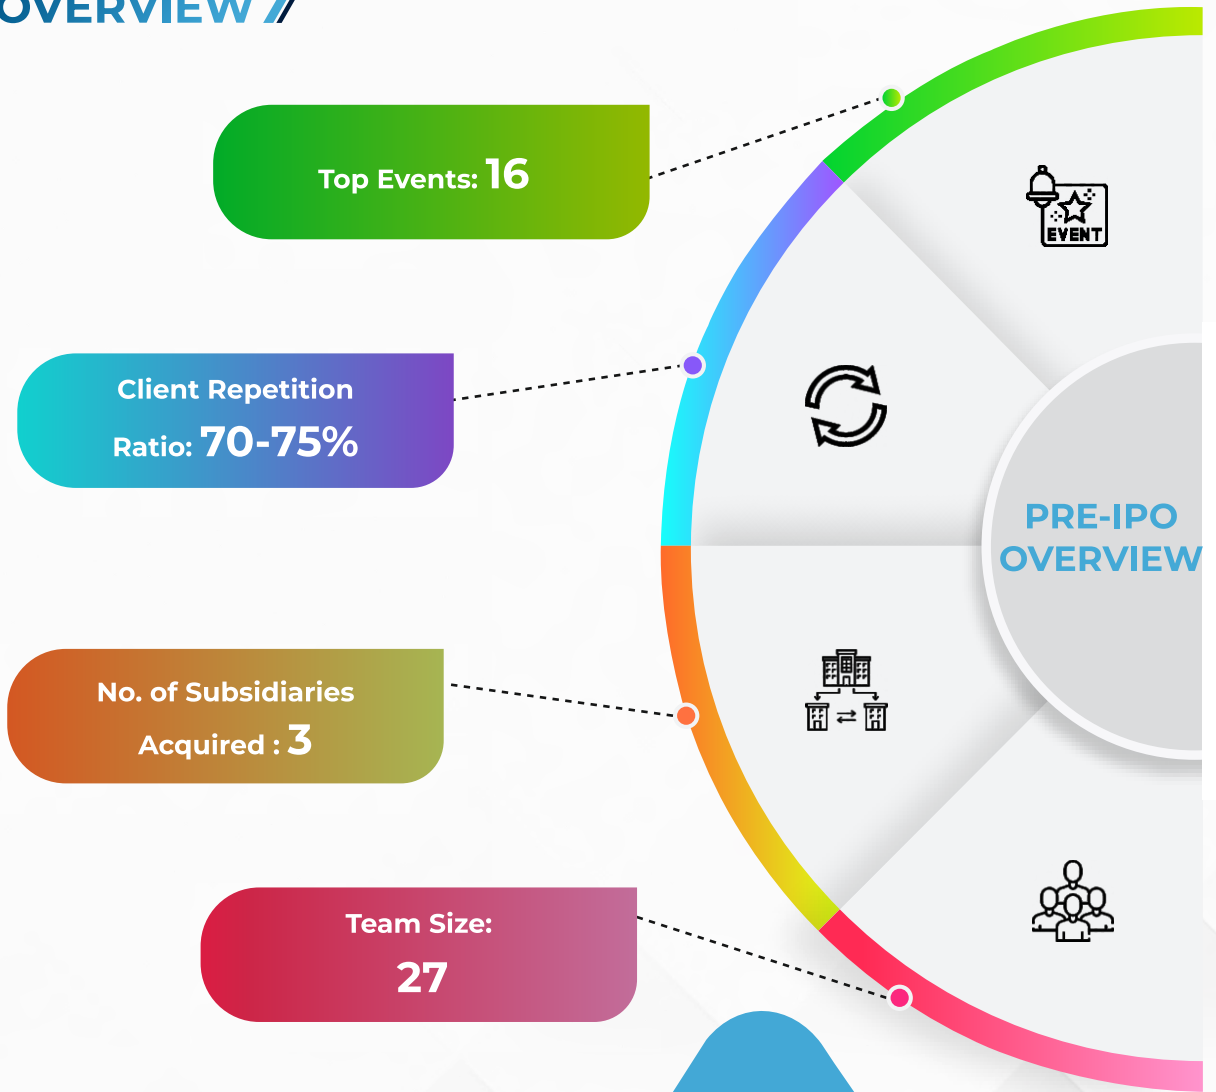 OVERVIEW
Top Events: 16
EVENT
Client Repetition
Ratio: 70-75%
PRE-IPO
OVERVIEW
No. of Subsidiaries
Acquired : 3
Team Size:
27